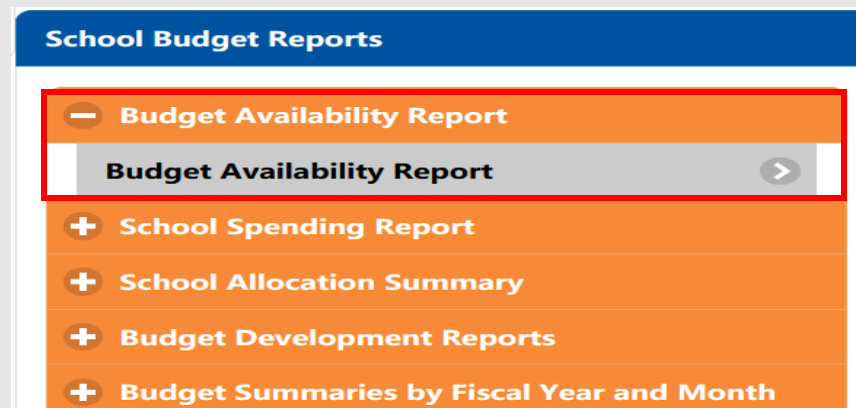 School Budget Reports
Budget Availability Report
Budget Availability Report
School Spending Report
School Allocation Summary
Budget Development Reports
Budget Summaries by Fiscal Year and Month